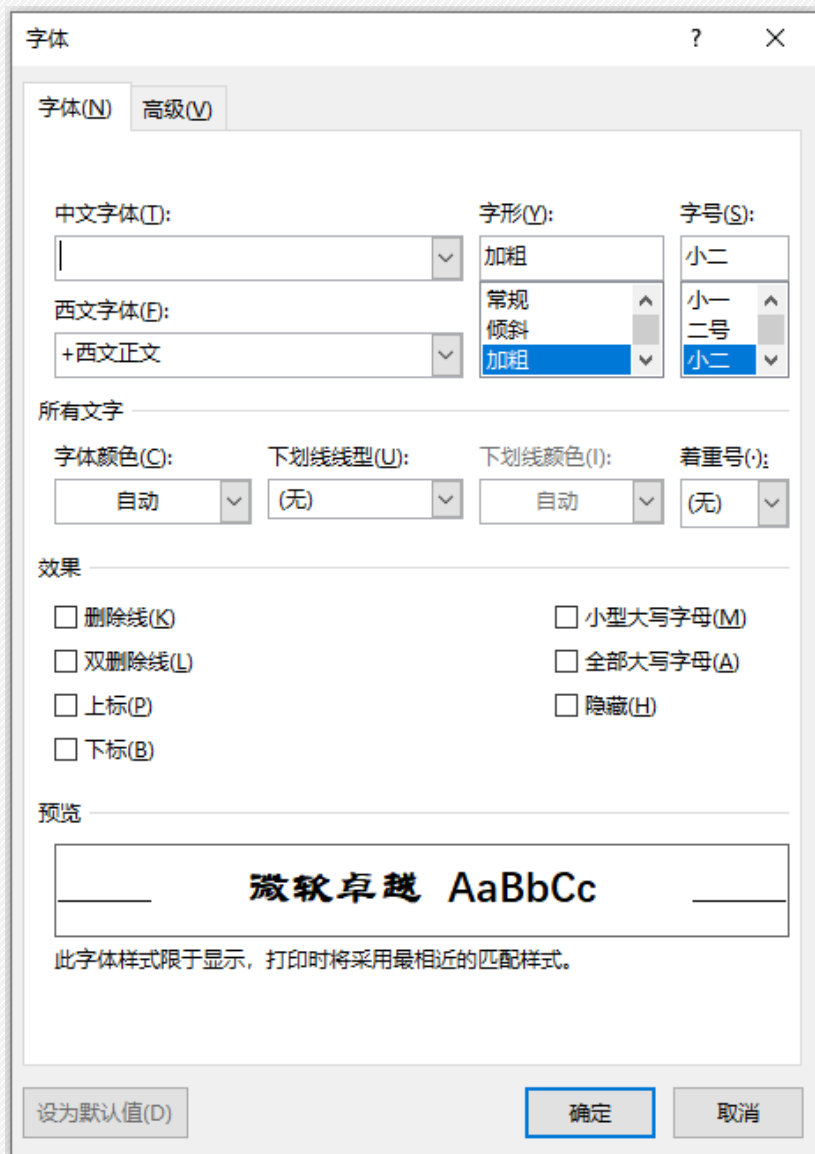 字体 ?
字体(N) 高级(V)
中文字体(T): 字形(Y): 字号(S):
加粗 小二
常规 小一
西文字体(F): 倾斜 二号
+西文正文 加粗 小二
所有文字
字体颜色(C): 下划线线型(U): 下划线颜色(I): 着重号(·):
自动 (无) 自动 (无)
效果
删除线(K) 小型大写字母(M)
双删除线(L) 全部大写字母(A)
上标(P) 隐藏(H)
下标(B)
预览
微软卓越 AaBbCc
此字体样式限于显示，打印时将采用最相近的匹配样式。
设为默认值(D) 确定 取消